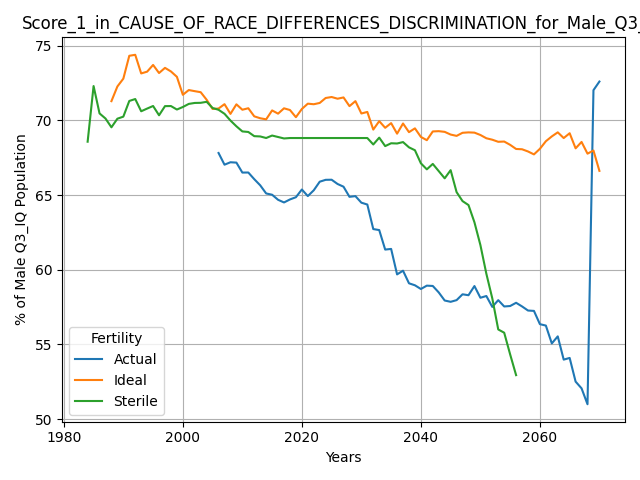 Score_1_in_CAUSE_OF_RACE_DIFFERENCES_DISCRIMINATION_for_Male_Q3_
75
70
65
60
55
50
% of Male Q3_IQ Population
Fertility
Actual
Ideal
Sterile
1980 2000 2020 2040 2060
Years